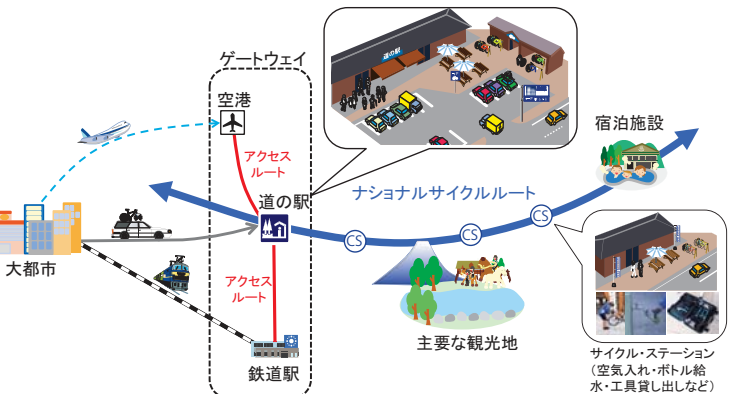 ゲートウェイ
空港
アクセス
ルート
道の駅
道の駅
宿泊施設
ナショナルサイクルルート
CS
CS
CS
大都市
アクセス
ルート
主要な観光地
鉄道駅
サイクル・ステーション
(空気入れ・ボトル給
水・工具貸し出しなど)